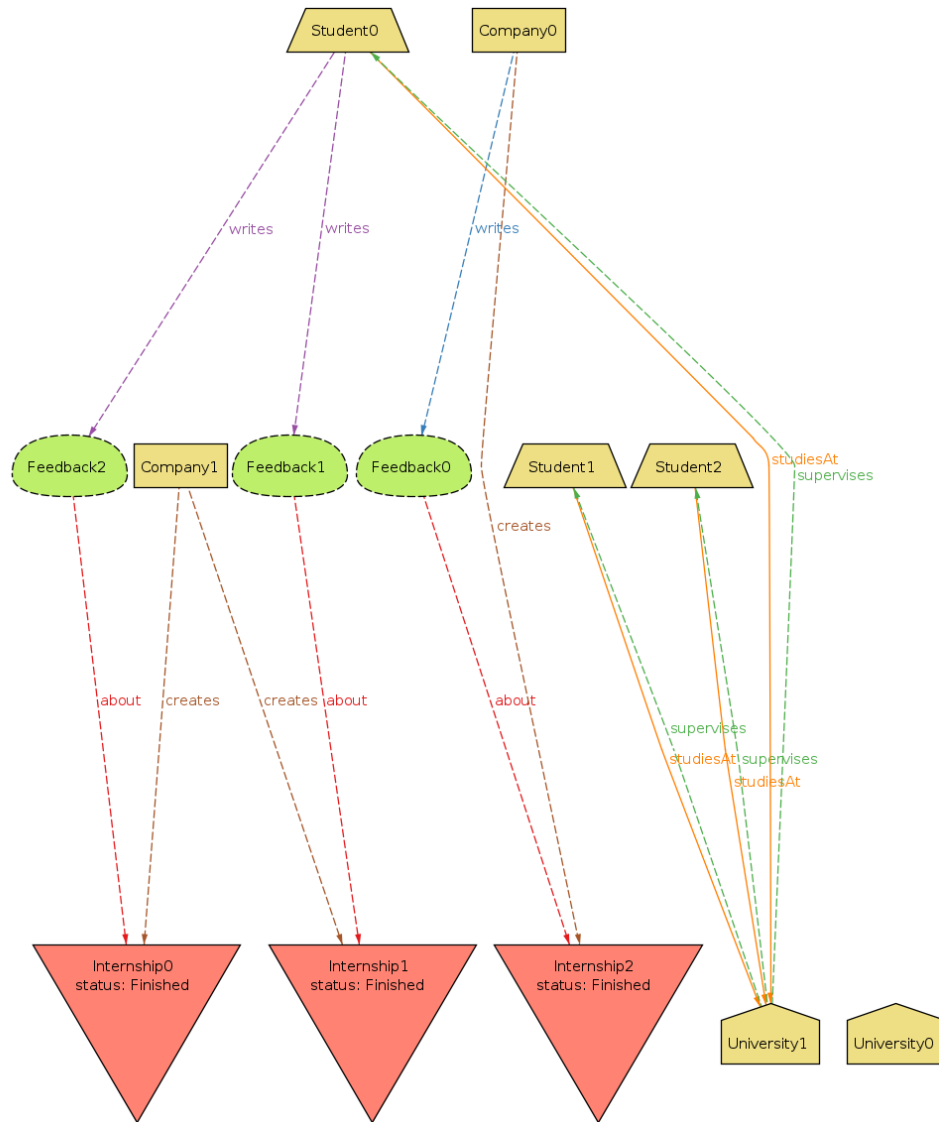 Student0
Company0
writes
writes
writes
studiesAt
supervises
Feedback2
Company1
Feedback1
Feedback0
Student1
Student2
creates
about
creates
creates
about
about
supervises
studiesAt
supervises
studiesAt
Internship0
status: Finished
Internship1
status: Finished
Internship2
status: Finished
University1
University0